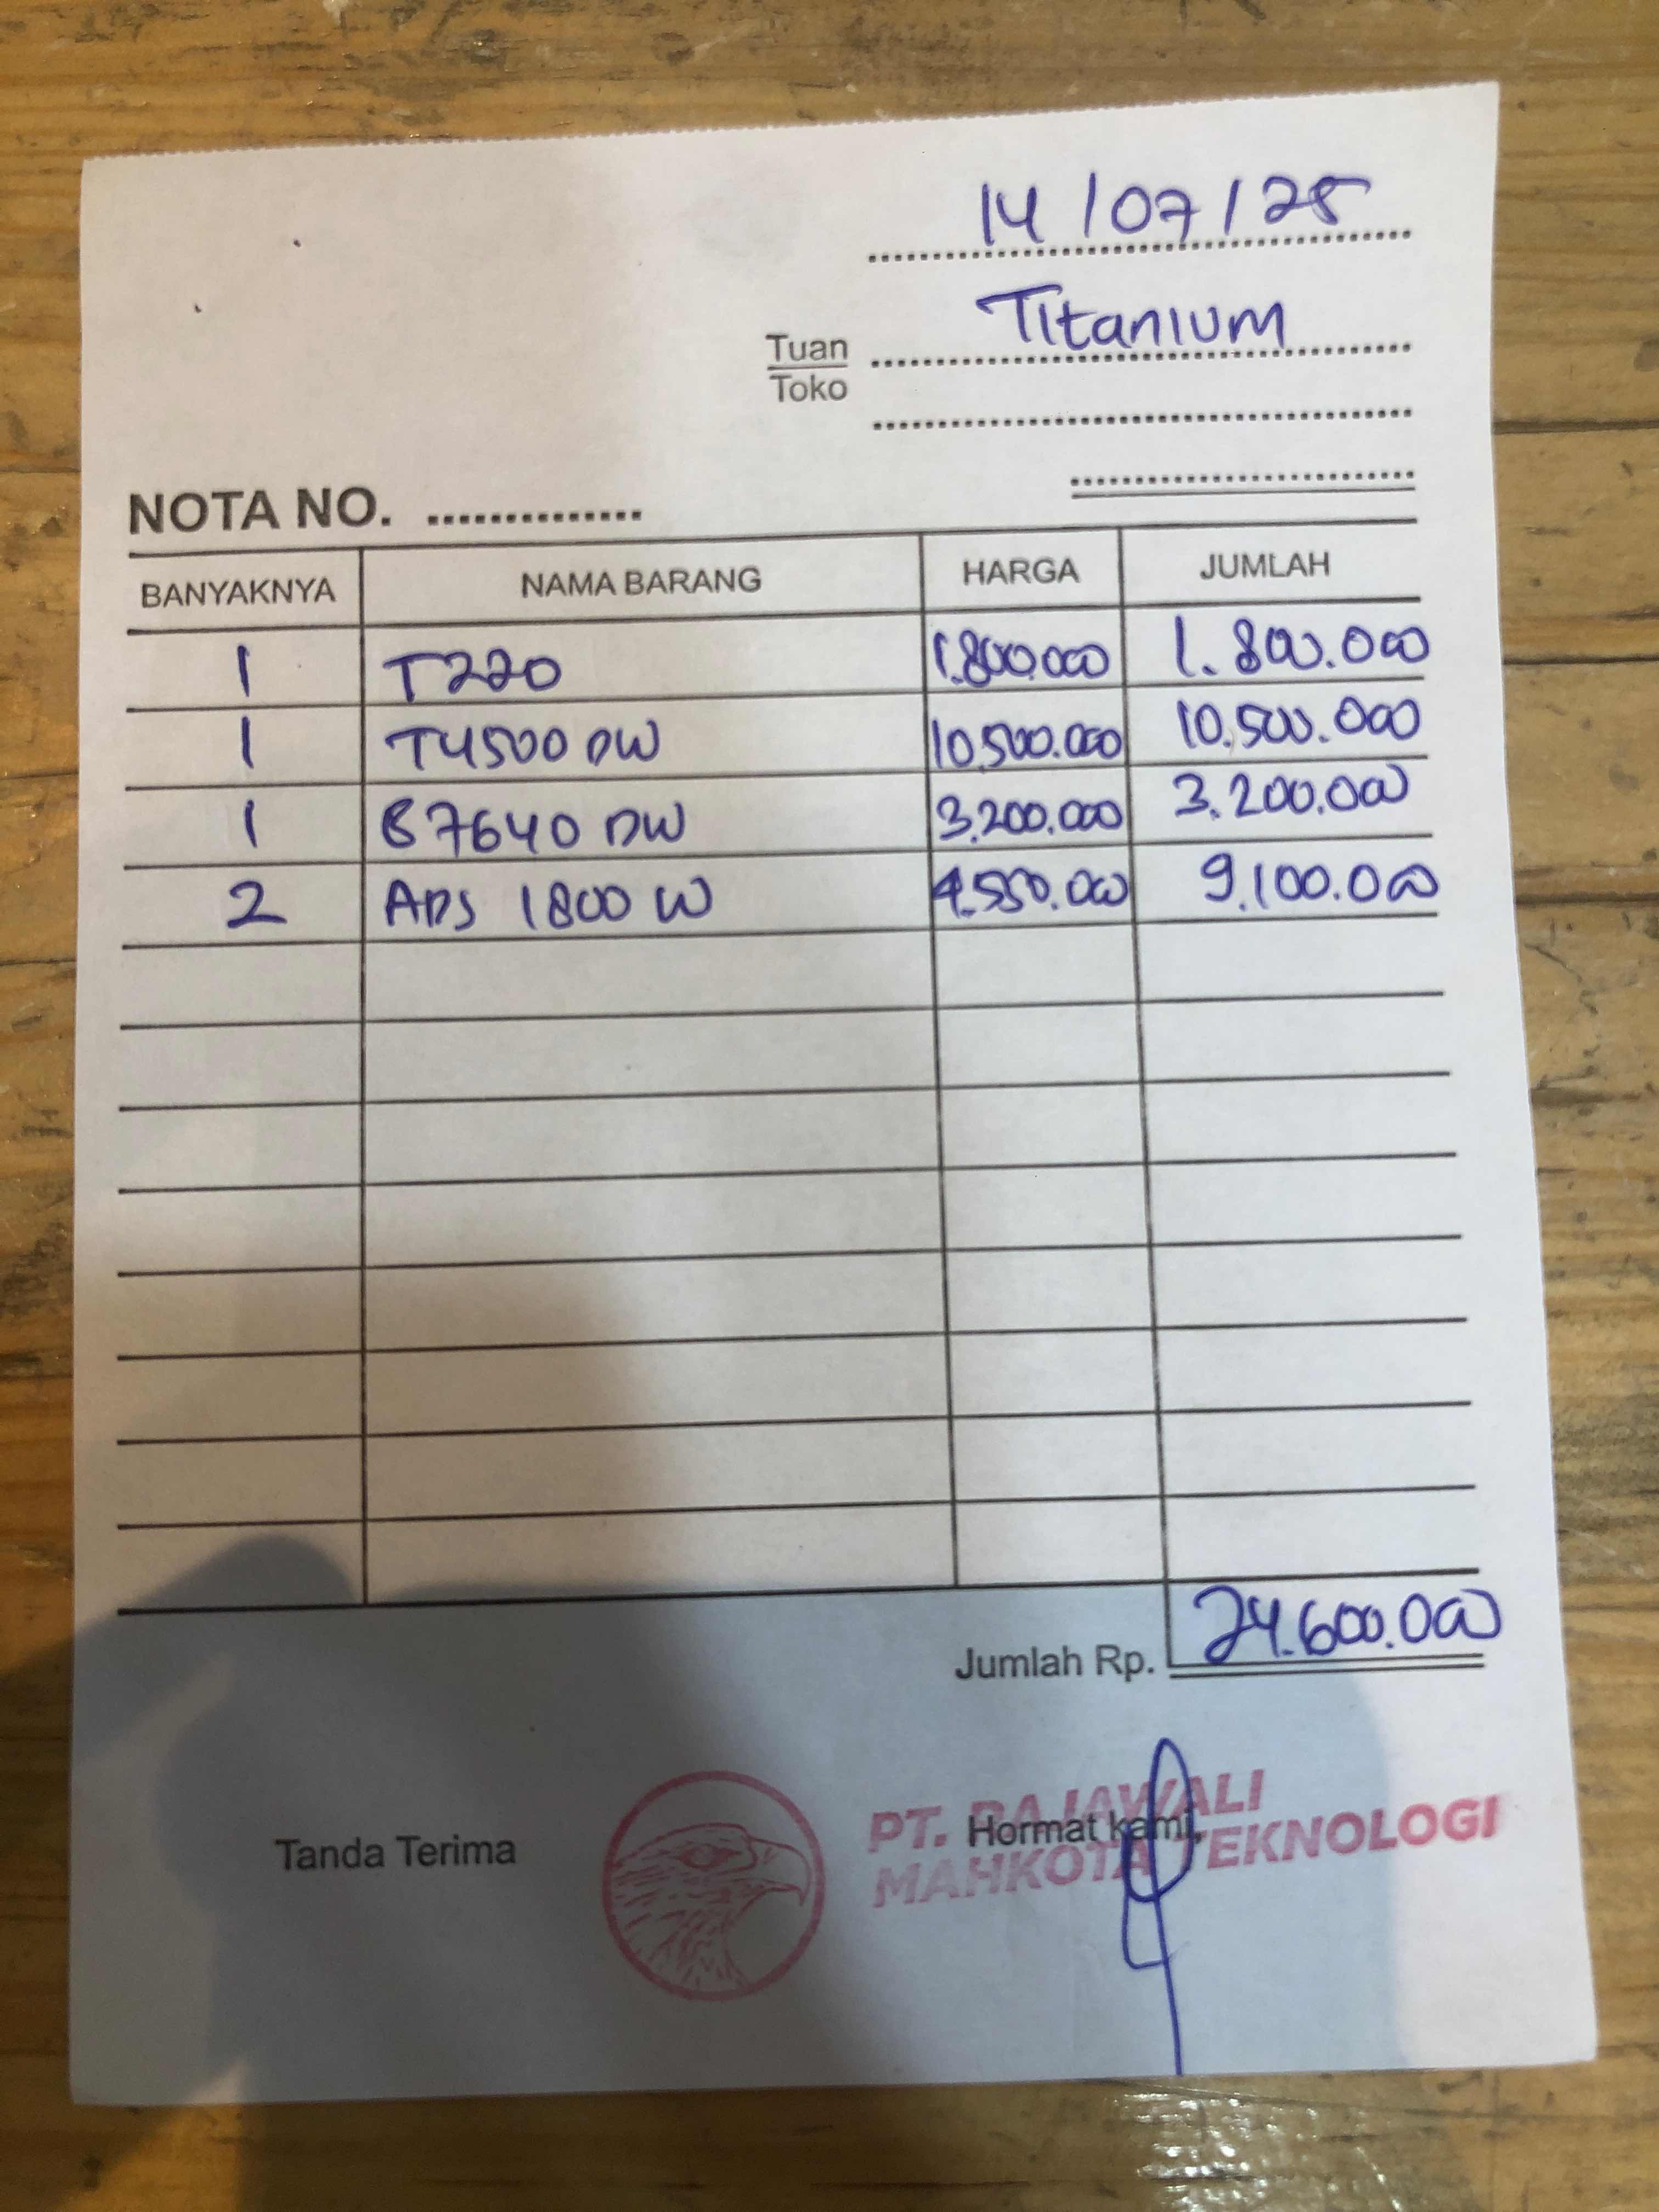 14/07/25
Titanium
Tuan
Toko
NOTA NO. ..............
BANYAKNYA NAMA BARANG HARGA JUMLAH
1 T220 1.800.000 1.800.000
1 T4500 DW 10.500.000 10.500.000
1 B7640 DW 3.200.000 3.200.000
2 ADS 1800 W 4.550.000 9.100.000
Jumlah Rp. 24.600.000
Tanda Terima
Hormat kami,
PT. RAJAWALI
MAHKOTA TEKNOLOGI